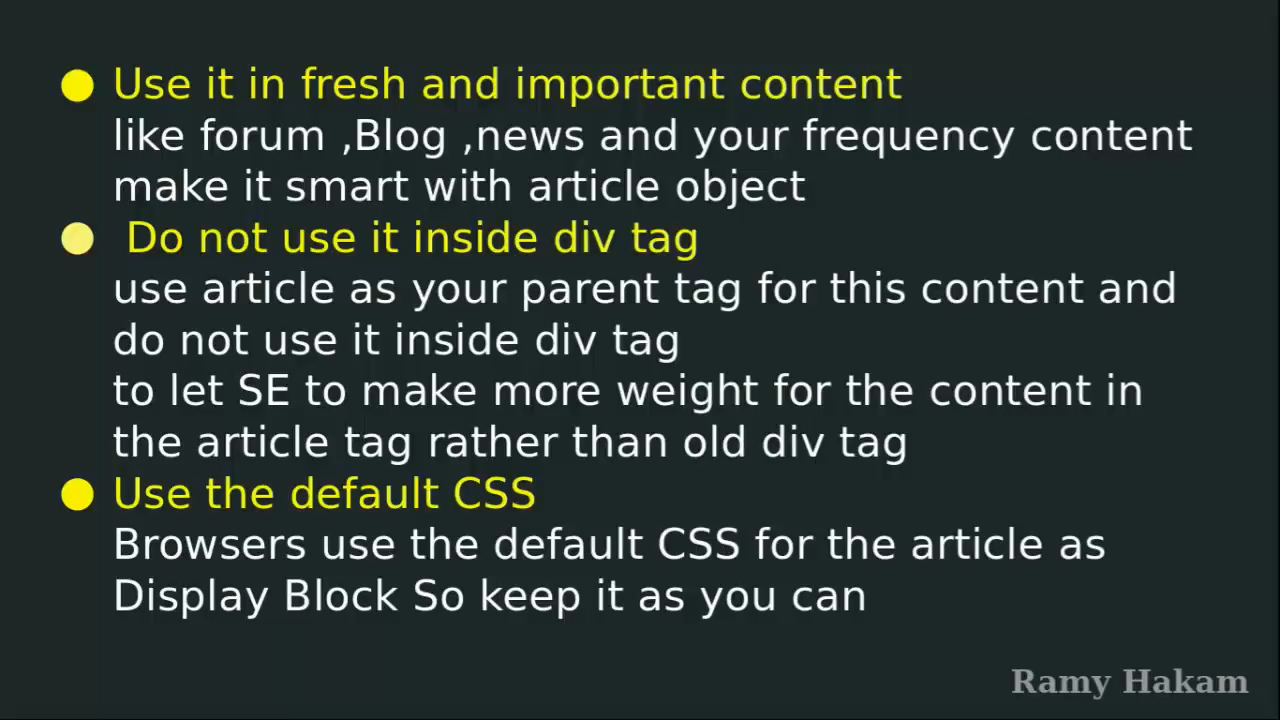 ● Use it in fresh and important content
like forum ,Blog ,news and your frequency content
make it smart with article object
● Do not use it inside div tag
use article as your parent tag for this content and
do not use it inside div tag
to let SE to make more weight for the content in
the article tag rather than old div tag
● Use the default CSS
Browsers use the default CSS for the article as
Display Block So keep it as you can
Ramy Hakam